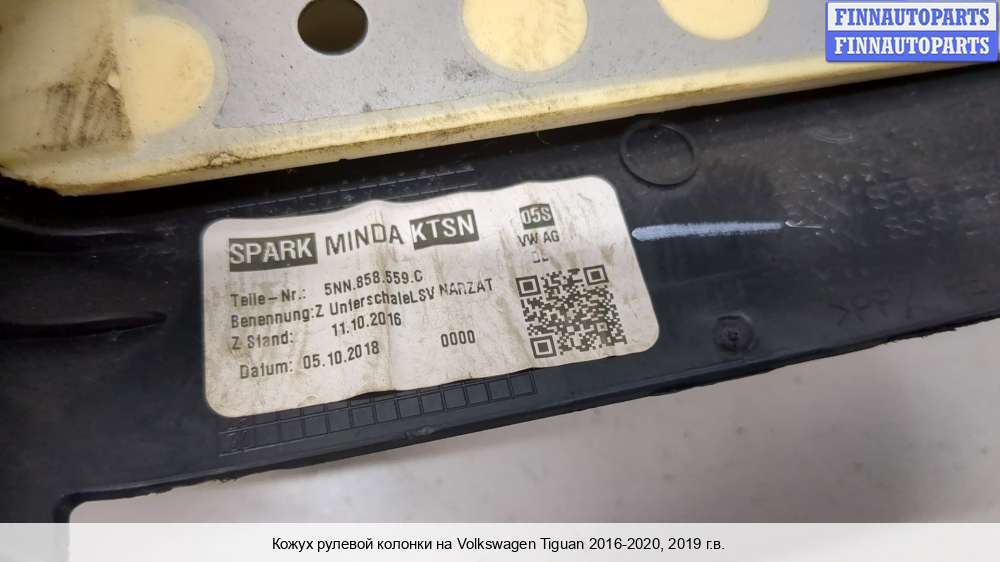 FINNAUTOPARTS
FINNAUTOPARTS
SPARK MINDA KTSN
05S
VW AG
Teile-Nr.: 5NN.858.559.C
Benennung:Z UnterschaleLSV NARZAT
Z Stand: 11.10.2016
Datum: 05.10.2018 0000
Кожух рулевой колонки на Volkswagen Tiguan 2016-2020, 2019 г.в.